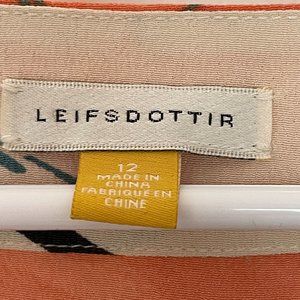 LEIFSDOTTIR
12
MADE IN
CHINA
FABRIQUÉ EN
CHINE